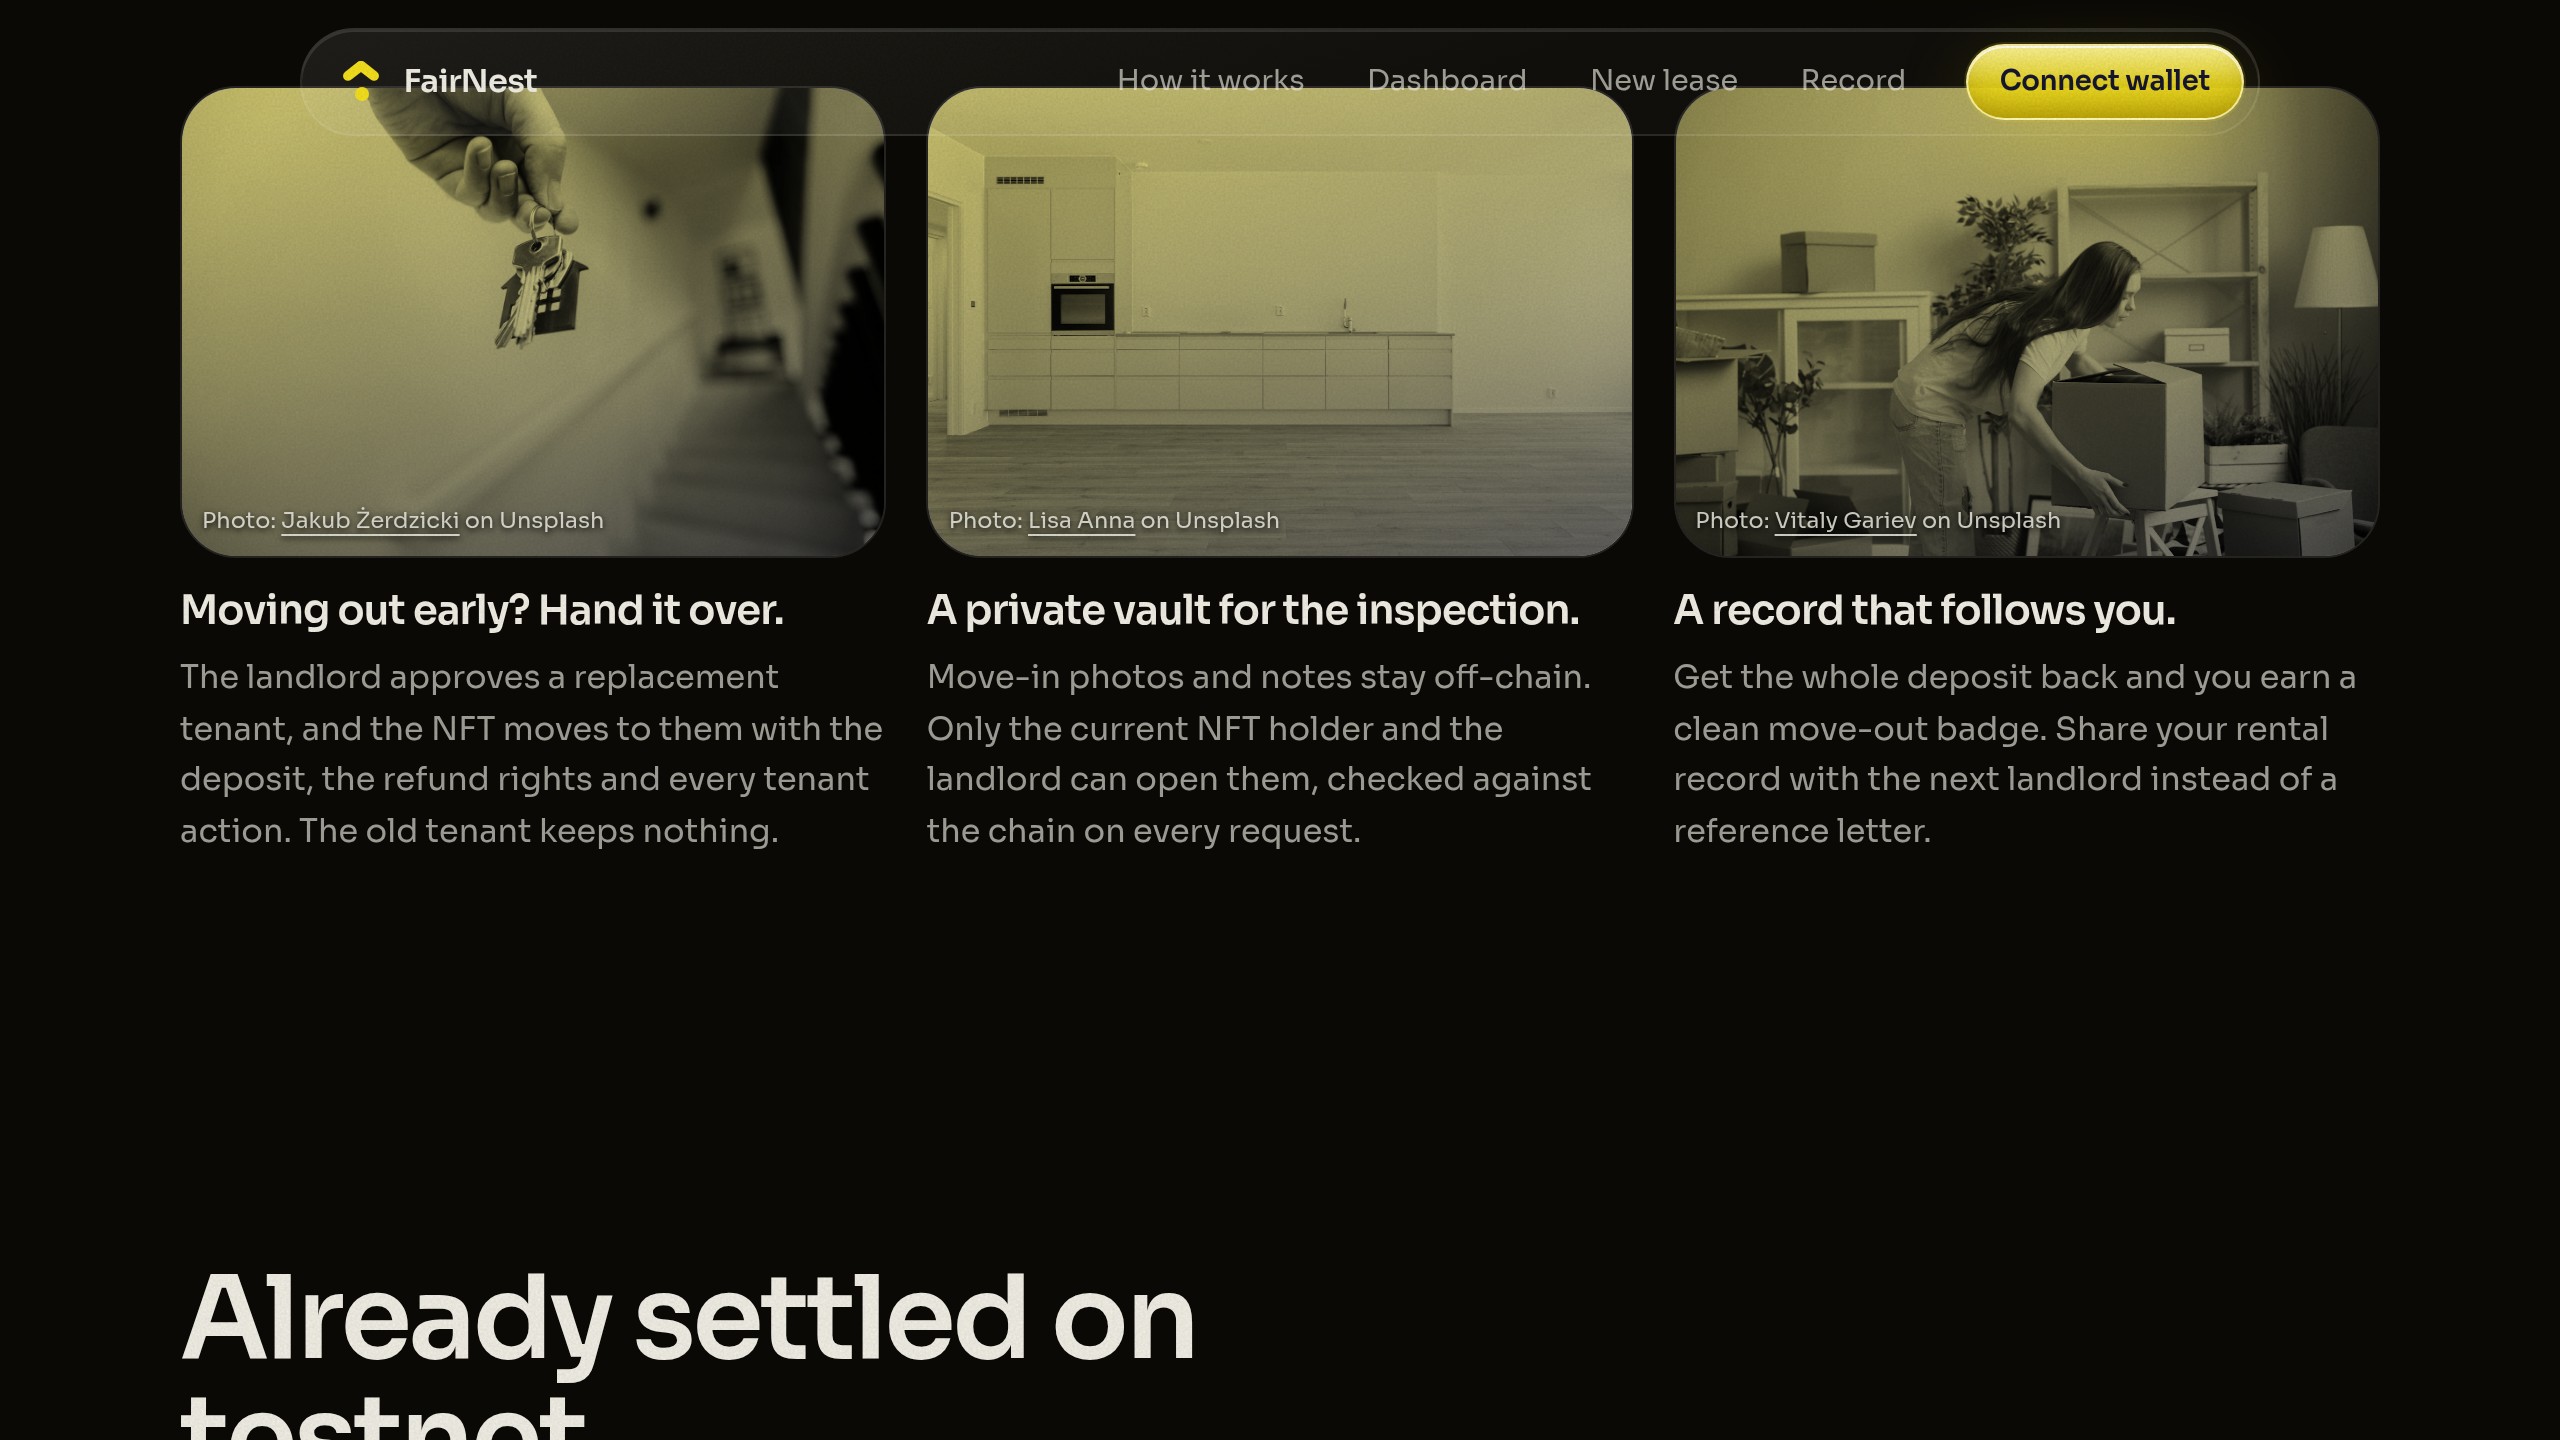 FairNest
How it works
Dashboard
New lease
Record
Connect wallet
Photo: Jakub Żerdzicki on Unsplash
Photo: Lisa Anna on Unsplash
Photo: Vitaly Gariev on Unsplash
Moving out early? Hand it over.
The landlord approves a replacement
tenant, and the NFT moves to them with the
deposit, the refund rights and every tenant
action. The old tenant keeps nothing.
A private vault for the inspection.
Move-in photos and notes stay off-chain.
Only the current NFT holder and the
landlord can open them, checked against
the chain on every request.
A record that follows you.
Get the whole deposit back and you earn a
clean move-out badge. Share your rental
record with the next landlord instead of a
reference letter.
Already settled on
testnet